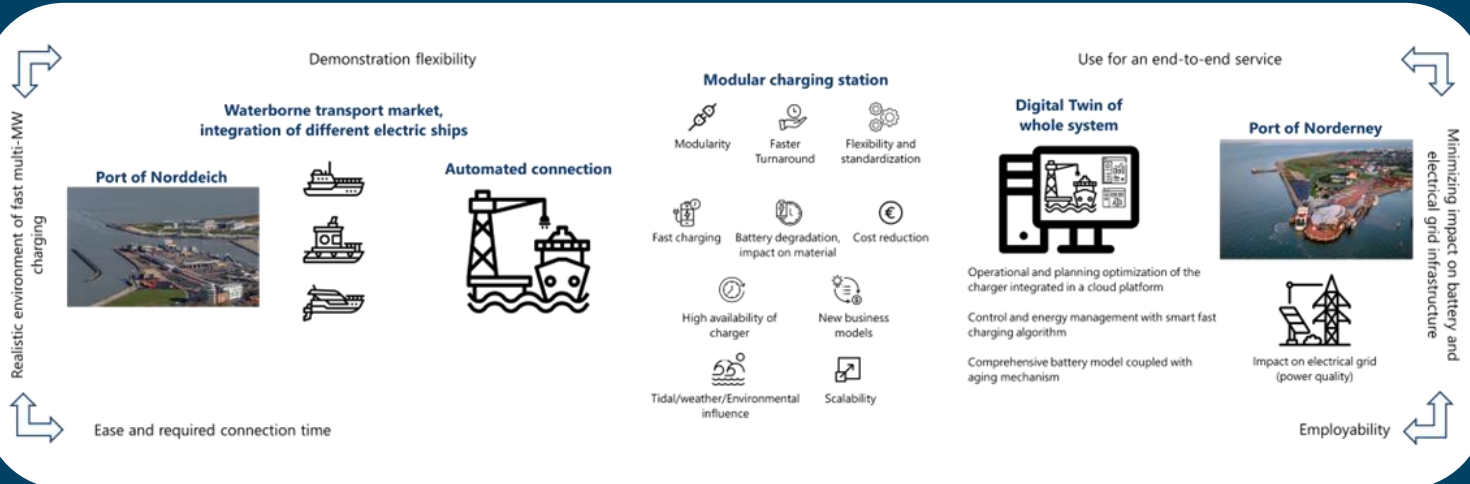 Demonstration flexibility
Use for an end-to-end service
Realistic environment of fast multi-MW
charging
Waterborne transport market,
integration of different electric ships
Port of Norddeich
Automated connection
Modular charging station
Modularity
Faster
Turnaround
Flexibility and
standardization
Fast charging
Battery degradation,
impact on material
Cost reduction
High availability of
charger
New business
models
Tidal/weather/Environmental
influence
Scalability
Digital Twin of
whole system
Operational and planning optimization of the
charger integrated in a cloud platform
Control and energy management with smart fast
charging algorithm
Comprehensive battery model coupled with
aging mechanism
Port of Norderney
Impact on electrical grid
(power quality)
Minimizing impact on battery and
electrical grid infrastructure
Ease and required connection time
Employability